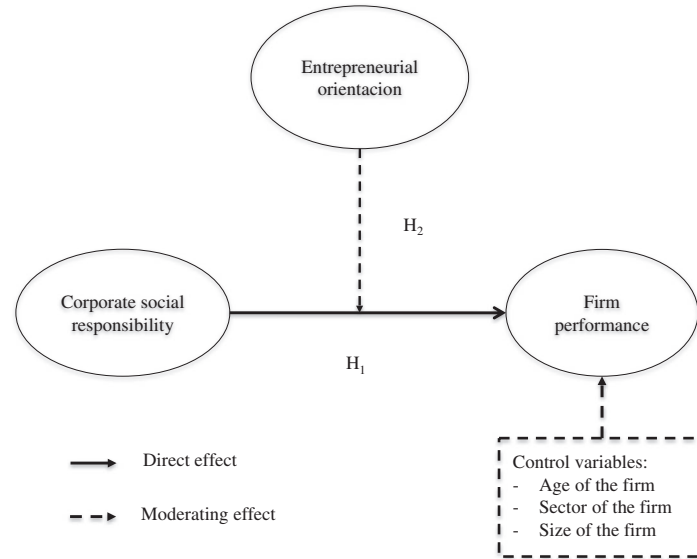 Entrepreneurial
orientacion
H₂
Corporate social
responsibility
Firm
performance
H₁
Direct effect
Moderating effect
Control variables:
- Age of the firm
- Sector of the firm
- Size of the firm